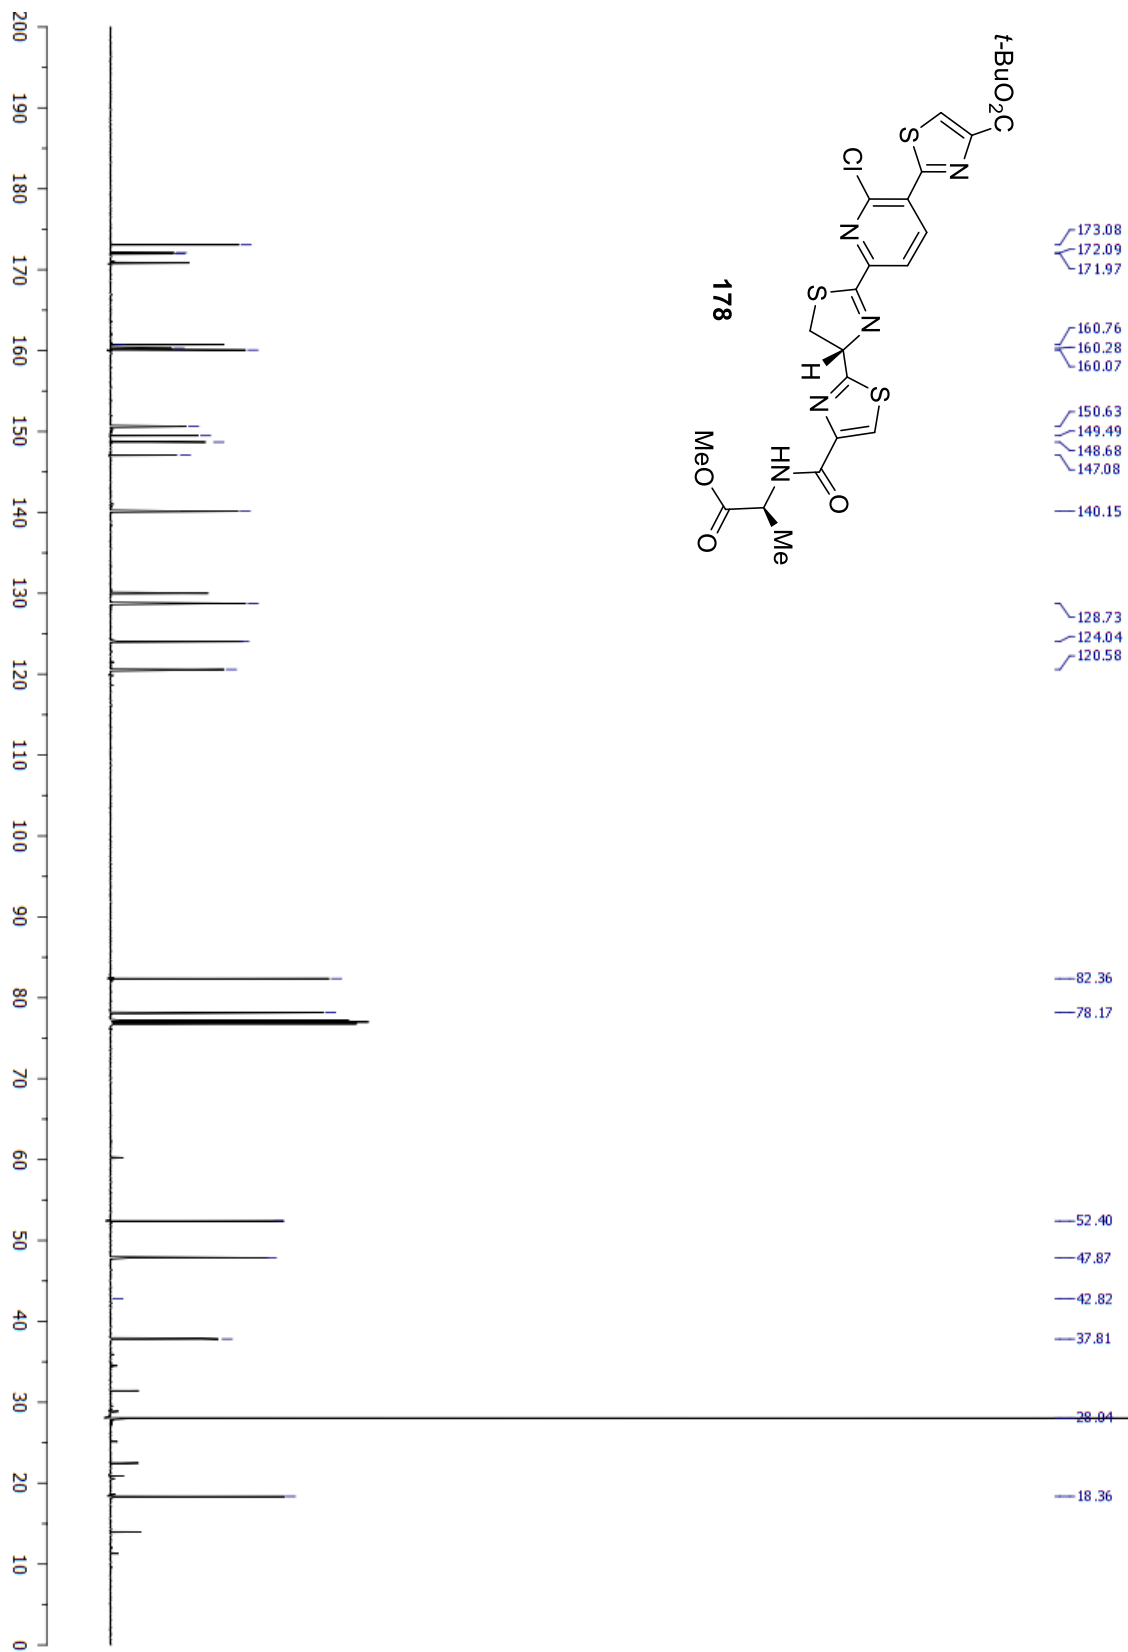 t-BuO2C
S
N
Cl
N
S
N
H
S
N
HN
O
MeO
O
Me
178
173.08
172.09
171.97
160.76
160.28
160.07
150.63
149.49
148.68
147.08
140.15
128.73
124.04
120.58
82.36
78.17
52.40
47.87
42.82
37.81
28.04
18.36
200 190 180 170 160 150 140 130 120 110 100 90 80 70 60 50 40 30 20 10 0